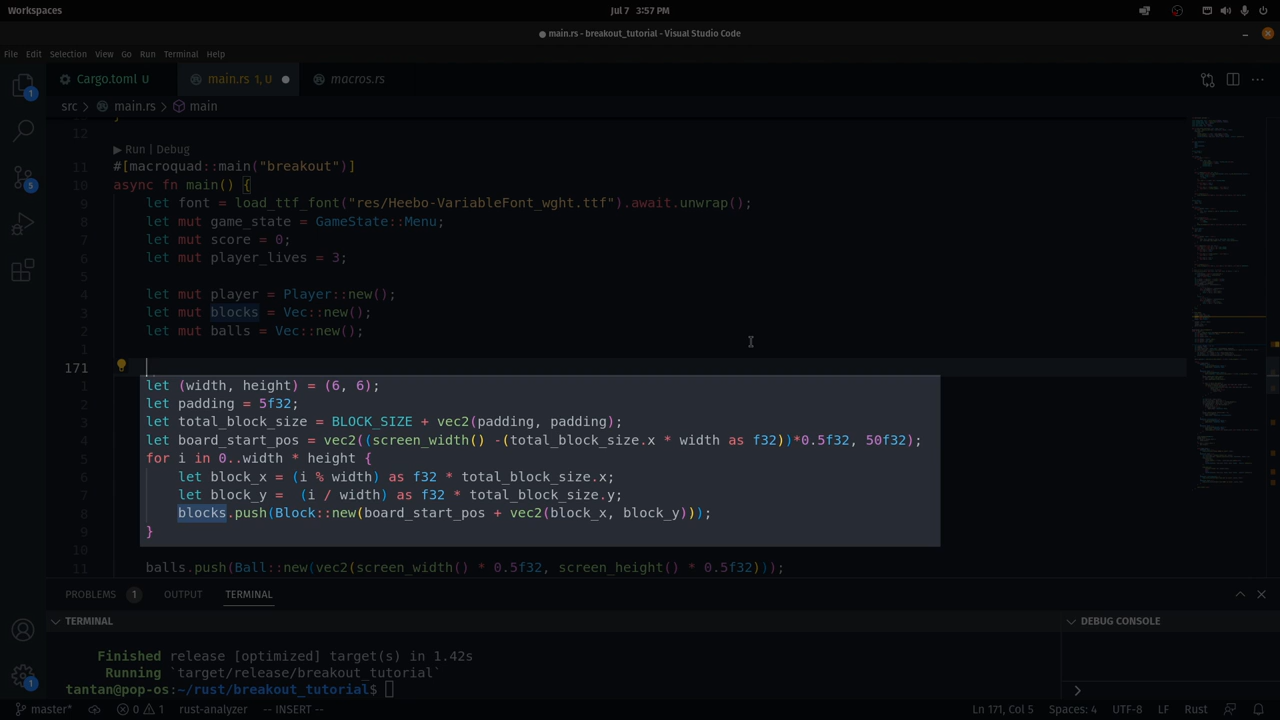 Workspaces
Jul 7 3:57 PM
main.rs - breakout_tutorial - Visual Studio Code
File Edit Selection View Go Run Terminal Help
Cargo.toml U
main.rs 1, U
macros.rs
src > main.rs > main
12
Run | Debug
11 #[macroquad::main("breakout")]
10 async fn main() {
9 let font = load_ttf_font("res/Heebo-VariableFont_wght.ttf").await.unwrap();
8 let mut game_state = GameState::Menu;
7 let mut score = 0;
6 let mut player_lives = 3;
5
4 let mut player = Player::new();
3 let mut blocks = Vec::new();
2 let mut balls = Vec::new();
1
171
1 let (width, height) = (6, 6);
2 let padding = 5f32;
3 let total_block_size = BLOCK_SIZE + vec2(padding, padding);
4 let board_start_pos = vec2((screen_width() -(total_block_size.x * width as f32))*0.5f32, 50f32);
5 for i in 0..width * height {
6 let block_x = (i % width) as f32 * total_block_size.x;
7 let block_y =  (i / width) as f32 * total_block_size.y;
8 blocks.push(Block::new(board_start_pos + vec2(block_x, block_y)));
9 }
10
11 balls.push(Ball::new(vec2(screen_width() * 0.5f32, screen_height() * 0.5f32)));
PROBLEMS 1 OUTPUT TERMINAL
TERMINAL
DEBUG CONSOLE
Finished release [optimized] target(s) in 1.42s
Running `target/release/breakout_tutorial`
tantan@pop-os:~/rust/breakout_tutorial$
master* 0 1 rust-analyzer -- INSERT -- Ln 171, Col 5 Spaces: 4 UTF-8 LF Rust